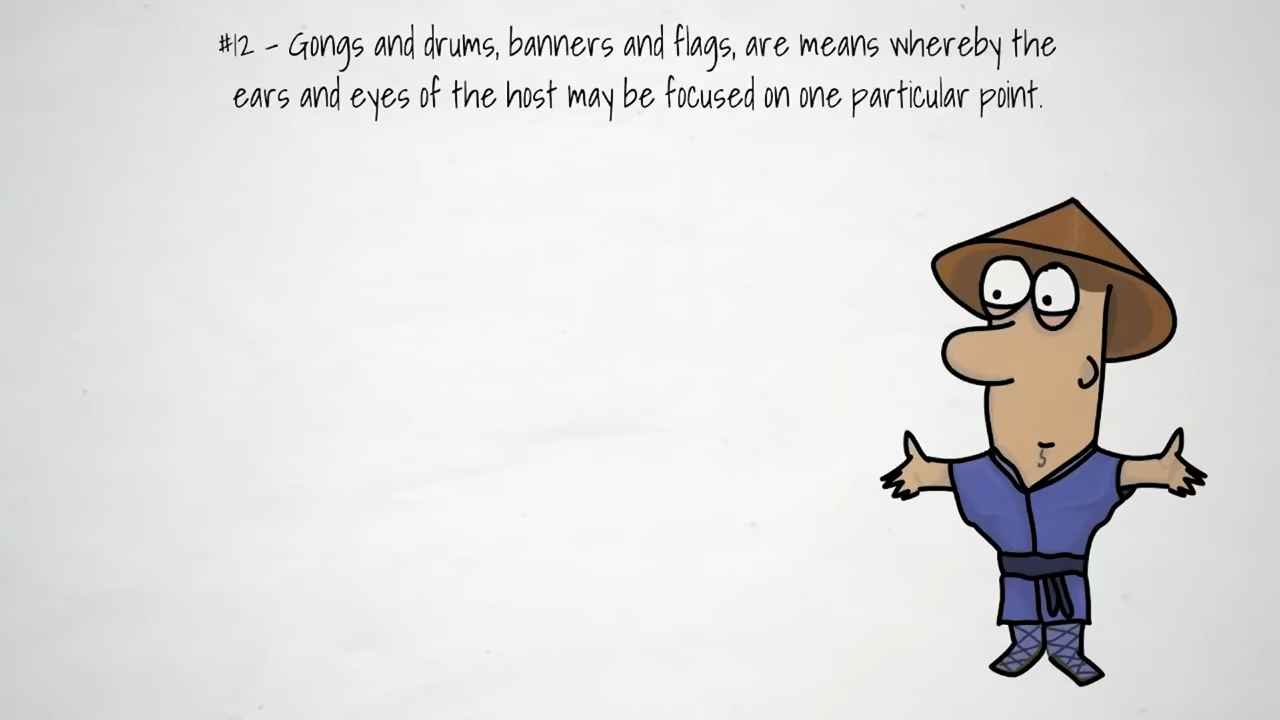 #12 - Gongs and drums, banners and flags, are means whereby the
ears and eyes of the host may be focused on one particular point.